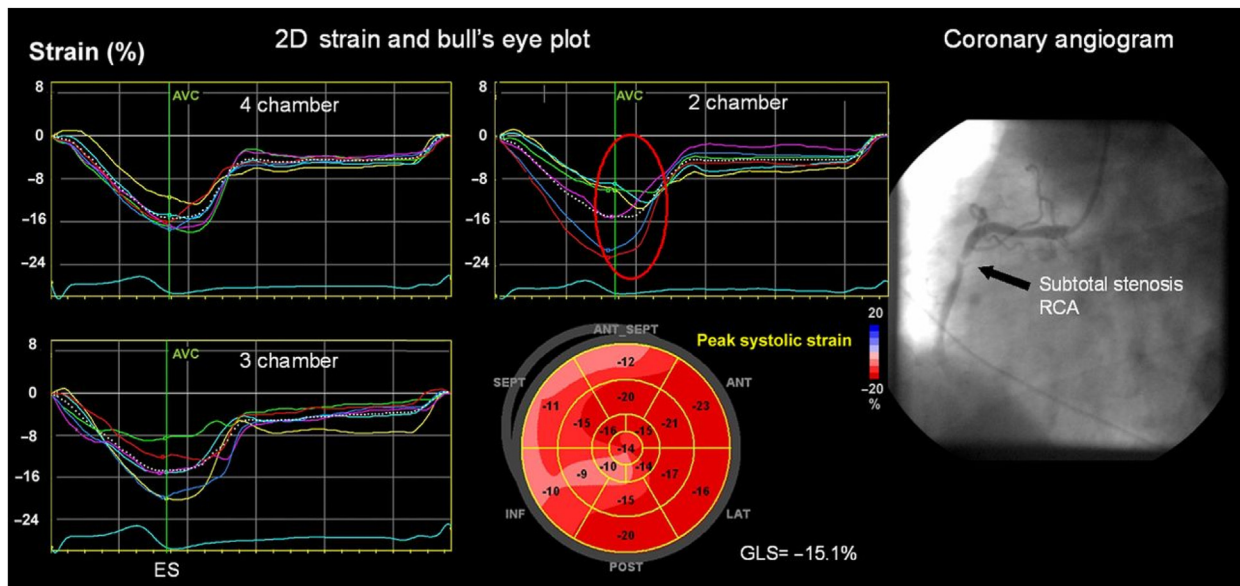 2D strain and bull's eye plot
Coronary angiogram
Strain (%)
8
0
−8
−16
−24
AVC
4 chamber
8
0
−8
−16
−24
AVC
2 chamber
8
0
−8
−16
−24
AVC
3 chamber
ES
ANT_SEPT
SEPT
ANT
INF
LAT
POST
-12
-11
-23
-20
-15
-21
-16
-15
-14
-10
-14
-9
-17
-10
-16
-15
-20
Peak systolic strain
20
−20
%
GLS= −15.1%
Subtotal stenosis
RCA